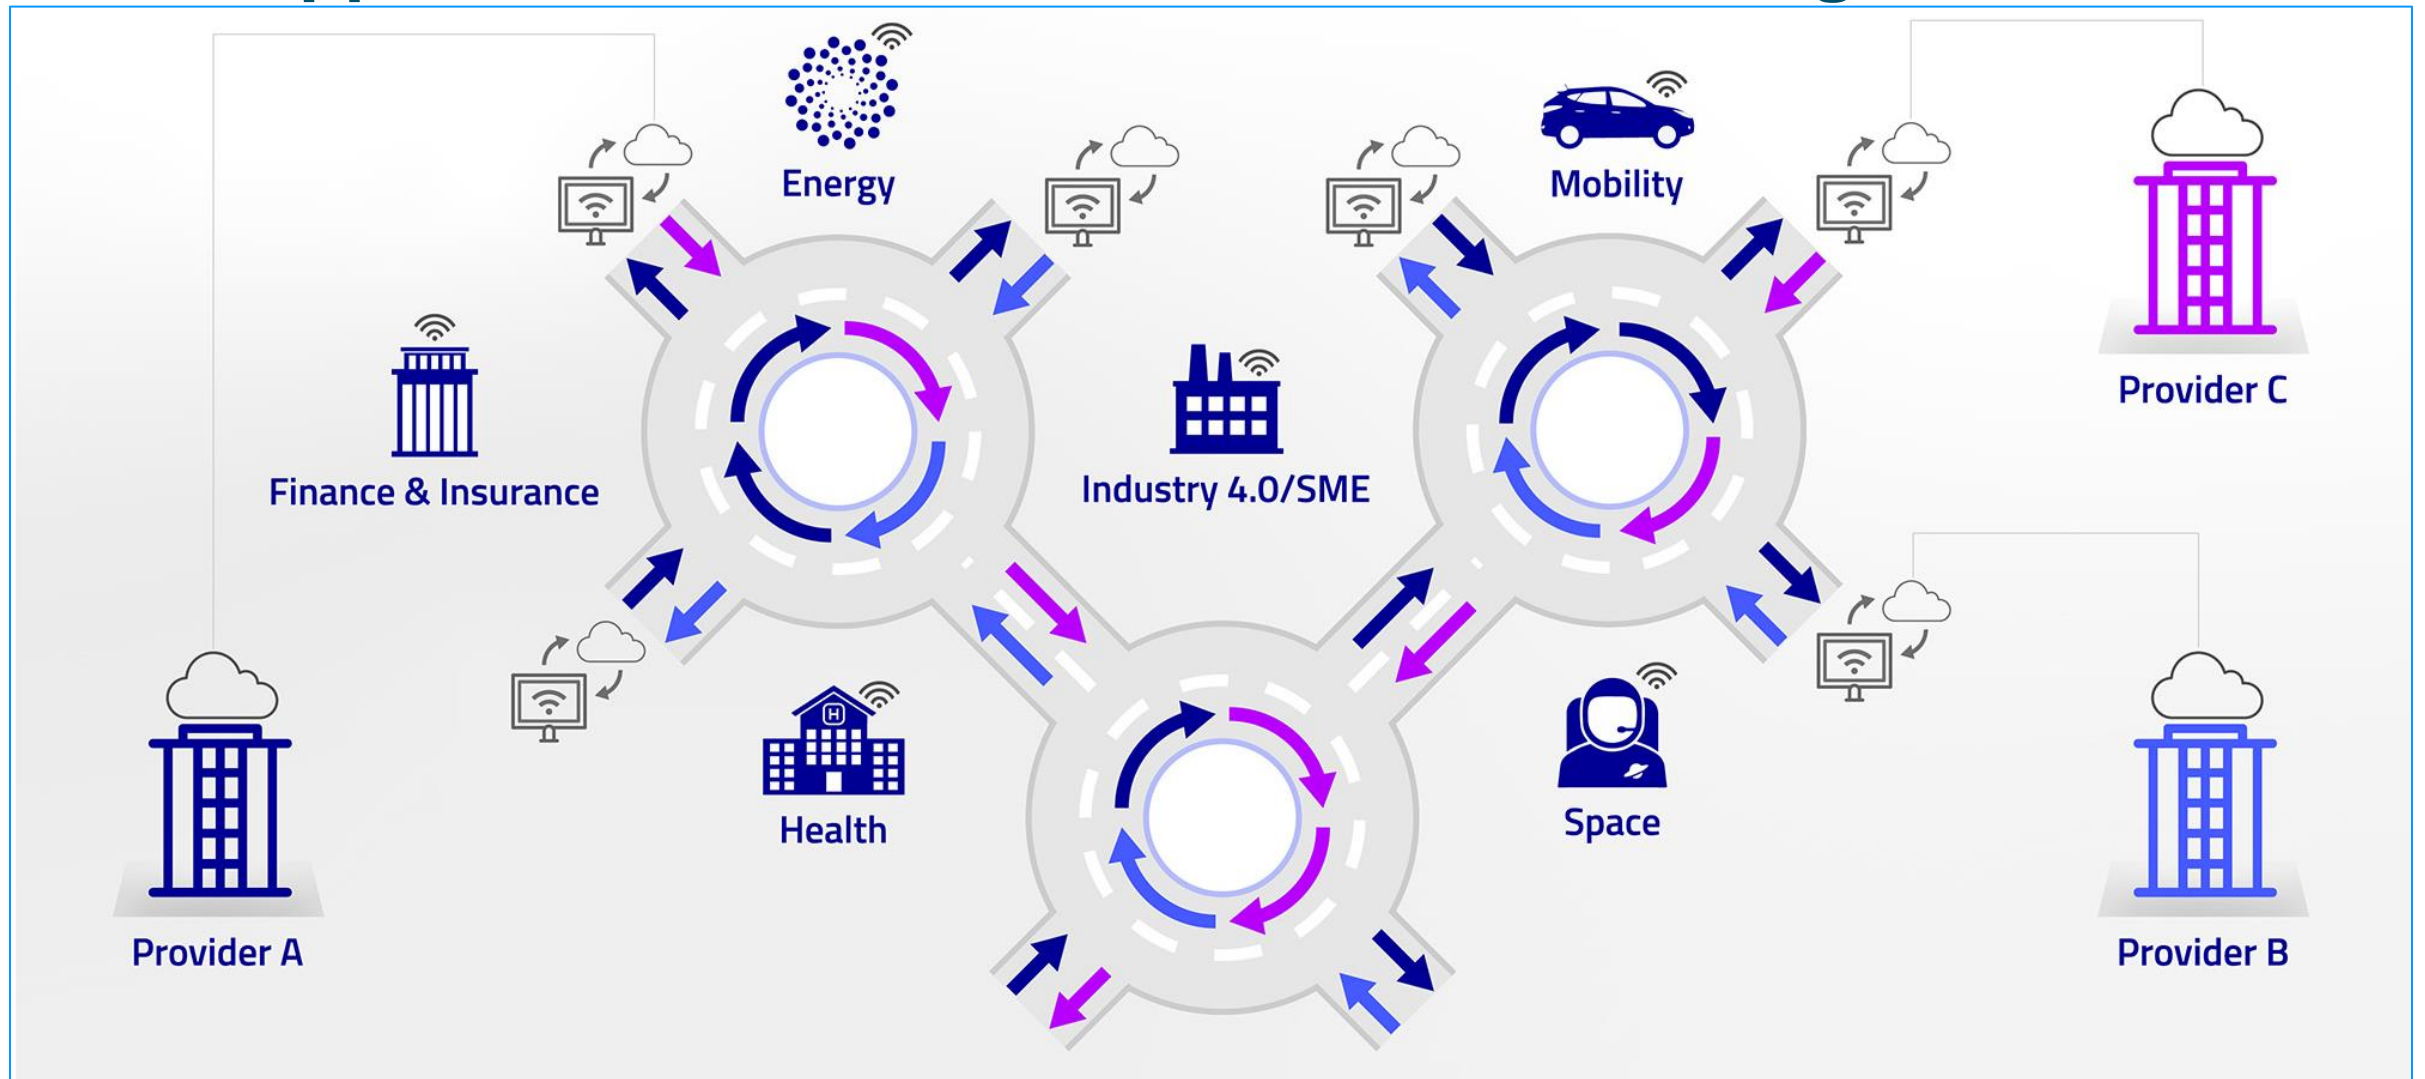 Energy
Mobility
Provider C
Finance & Insurance
Industry 4.0/SME
H
Health
Space
Provider A
Provider B